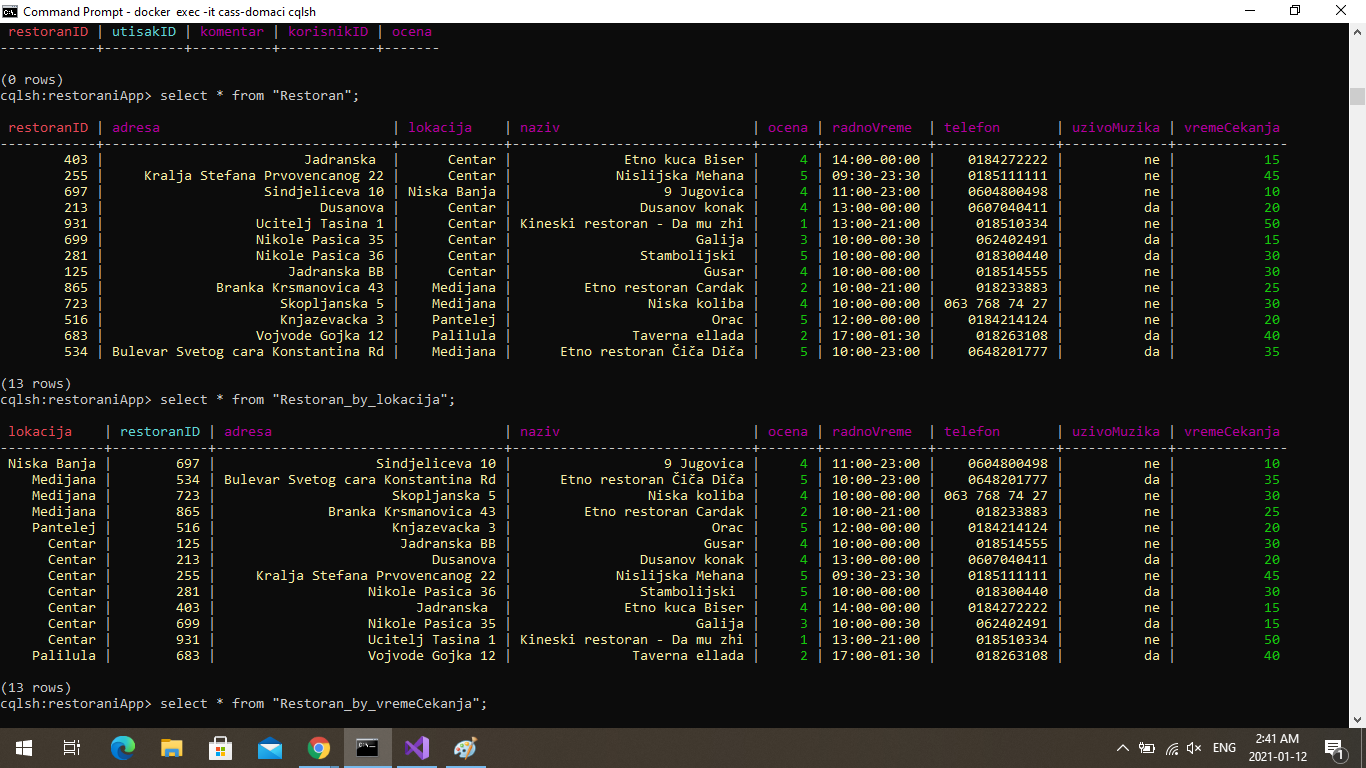 Command Prompt - docker exec -it cass-domaci cqlsh
restoranID | utisakID | komentar | korisnikID | ocena
------------+----------+----------+------------+-------
(0 rows)
cqlsh:restoraniApp> select * from "Restoran";
restoranID | adresa | lokacija | naziv | ocena | radnoVreme | telefon | uzivoMuzika | vremeCekanja
------------+------------------------------------+-------------+------------------------------+-------+-------------+---------------+-------------+--------------
403 | Jadranska | Centar | Etno kuca Biser | 4 | 14:00-00:00 | 0184272222 | ne | 15
255 | Kralja Stefana Prvovencanog 22 | Centar | Nislijska Mehana | 5 | 09:30-23:30 | 0185111111 | ne | 45
697 | Sindjeliceva 10 | Niska Banja | 9 Jugovica | 4 | 11:00-23:00 | 0604800498 | ne | 10
213 | Dusanova | Centar | Dusanov konak | 4 | 13:00-00:00 | 0607040411 | da | 20
931 | Ucitelj Tasina 1 | Centar | Kineski restoran - Da mu zhi | 1 | 13:00-21:00 | 018510334 | ne | 50
699 | Nikole Pasica 35 | Centar | Galija | 3 | 10:00-00:30 | 062402491 | da | 15
281 | Nikole Pasica 36 | Centar | Stambolijski | 5 | 10:00-00:00 | 018300440 | da | 30
125 | Jadranska BB | Centar | Gusar | 4 | 10:00-00:00 | 018514555 | ne | 30
865 | Branka Krsmanovica 43 | Medijana | Etno restoran Cardak | 2 | 10:00-21:00 | 018233883 | ne | 25
723 | Skopljanska 5 | Medijana | Niska koliba | 4 | 10:00-00:00 | 063 768 74 27 | ne | 30
516 | Knjazevacka 3 | Pantelej | Orac | 5 | 12:00-00:00 | 0184214124 | ne | 20
683 | Vojvode Gojka 12 | Palilula | Taverna ellada | 2 | 17:00-01:30 | 018263108 | da | 40
534 | Bulevar Svetog cara Konstantina Rd | Medijana | Etno restoran Čiča Diča | 5 | 10:00-23:00 | 0648201777 | da | 35
(13 rows)
cqlsh:restoraniApp> select * from "Restoran_by_lokacija";
lokacija | restoranID | adresa | naziv | ocena | radnoVreme | telefon | uzivoMuzika | vremeCekanja
-------------+------------+------------------------------------+------------------------------+-------+-------------+---------------+-------------+--------------
Niska Banja | 697 | Sindjeliceva 10 | 9 Jugovica | 4 | 11:00-23:00 | 0604800498 | ne | 10
Medijana | 534 | Bulevar Svetog cara Konstantina Rd | Etno restoran Čiča Diča | 5 | 10:00-23:00 | 0648201777 | da | 35
Medijana | 723 | Skopljanska 5 | Niska koliba | 4 | 10:00-00:00 | 063 768 74 27 | ne | 30
Medijana | 865 | Branka Krsmanovica 43 | Etno restoran Cardak | 2 | 10:00-21:00 | 018233883 | ne | 25
Pantelej | 516 | Knjazevacka 3 | Orac | 5 | 12:00-00:00 | 0184214124 | ne | 20
Centar | 125 | Jadranska BB | Gusar | 4 | 10:00-00:00 | 018514555 | ne | 30
Centar | 213 | Dusanova | Dusanov konak | 4 | 13:00-00:00 | 0607040411 | da | 20
Centar | 255 | Kralja Stefana Prvovencanog 22 | Nislijska Mehana | 5 | 09:30-23:30 | 0185111111 | ne | 45
Centar | 281 | Nikole Pasica 36 | Stambolijski | 5 | 10:00-00:00 | 018300440 | da | 30
Centar | 403 | Jadranska | Etno kuca Biser | 4 | 14:00-00:00 | 0184272222 | ne | 15
Centar | 699 | Nikole Pasica 35 | Galija | 3 | 10:00-00:30 | 062402491 | da | 15
Centar | 931 | Ucitelj Tasina 1 | Kineski restoran - Da mu zhi | 1 | 13:00-21:00 | 018510334 | ne | 50
Palilula | 683 | Vojvode Gojka 12 | Taverna ellada | 2 | 17:00-01:30 | 018263108 | da | 40
(13 rows)
cqlsh:restoraniApp> select * from "Restoran_by_vremeCekanja";
ENG
2:41 AM
2021-01-12
1